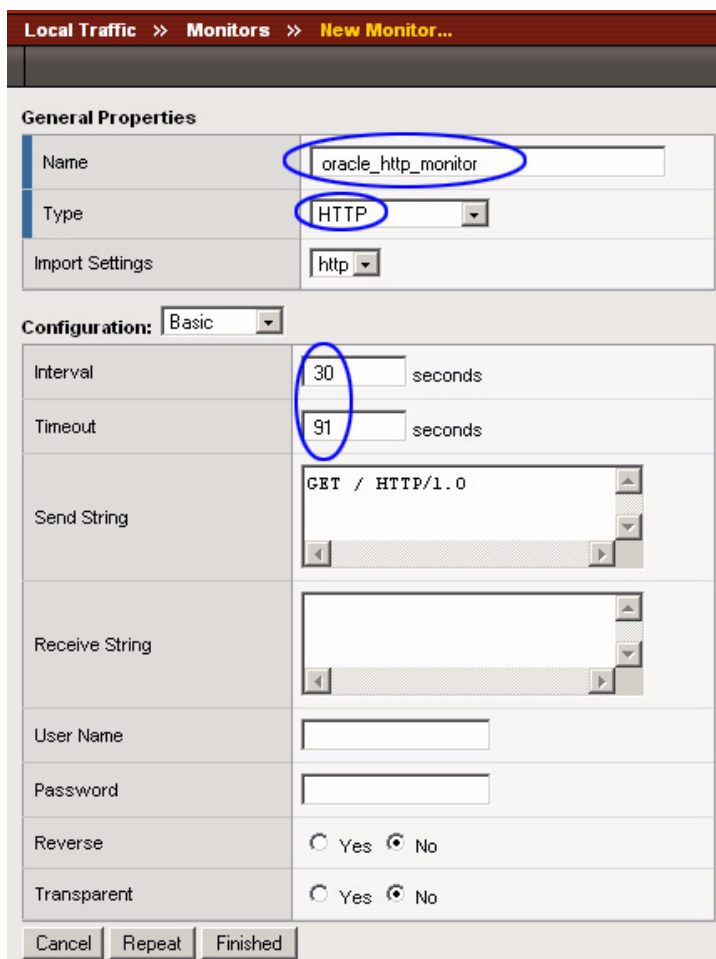 Local Traffic » Monitors » New Monitor...
General Properties
Name oracle_http_monitor
Type HTTP
Import Settings http
Configuration: Basic
Interval 30 seconds
Timeout 91 seconds
Send String GET / HTTP/1.0
Receive String
User Name
Password
Reverse Yes No
Transparent Yes No
Cancel Repeat Finished